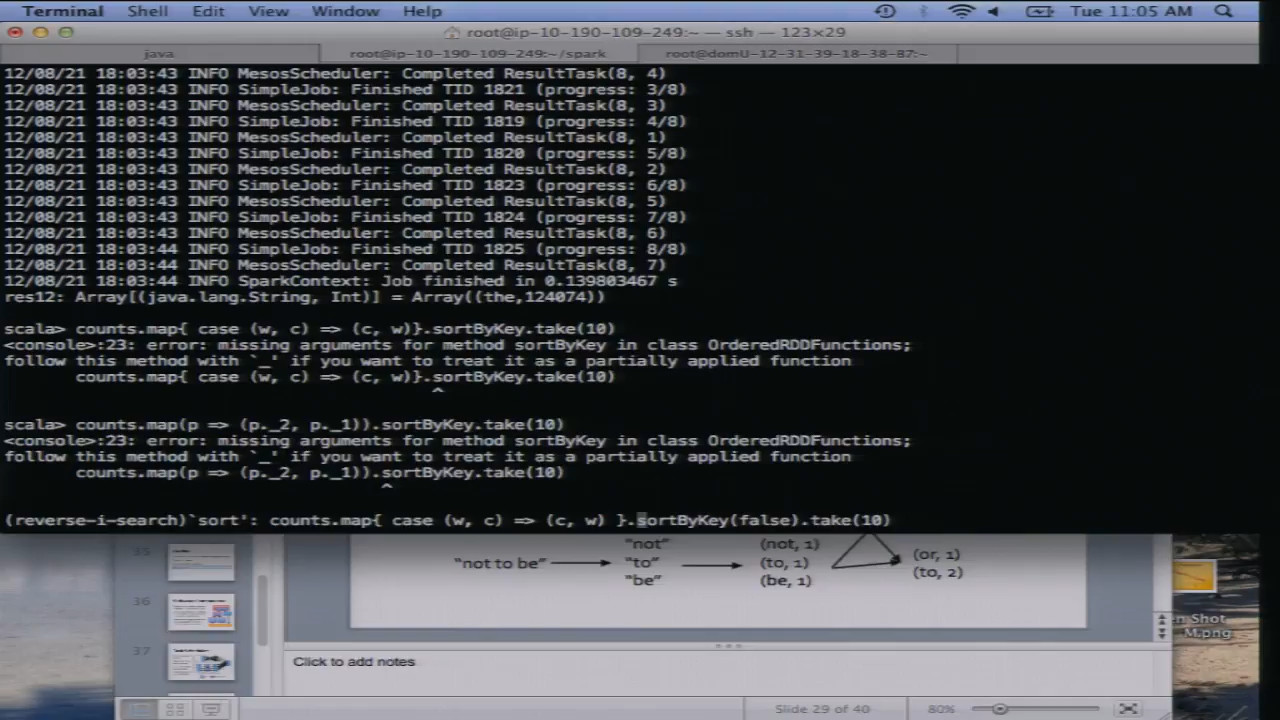 Terminal Shell Edit View Window Help Tue 11:05 AM
root@ip-10-190-109-249:~ — ssh — 123×29
java root@ip-10-190-109-249:~/spark root@domU-12-31-39-18-38-87:~
12/08/21 18:03:43 INFO MesosScheduler: Completed ResultTask(8, 4)
12/08/21 18:03:43 INFO SimpleJob: Finished TID 1821 (progress: 3/8)
12/08/21 18:03:43 INFO MesosScheduler: Completed ResultTask(8, 3)
12/08/21 18:03:43 INFO SimpleJob: Finished TID 1819 (progress: 4/8)
12/08/21 18:03:43 INFO MesosScheduler: Completed ResultTask(8, 1)
12/08/21 18:03:43 INFO SimpleJob: Finished TID 1820 (progress: 5/8)
12/08/21 18:03:43 INFO MesosScheduler: Completed ResultTask(8, 2)
12/08/21 18:03:43 INFO SimpleJob: Finished TID 1823 (progress: 6/8)
12/08/21 18:03:43 INFO MesosScheduler: Completed ResultTask(8, 5)
12/08/21 18:03:43 INFO SimpleJob: Finished TID 1824 (progress: 7/8)
12/08/21 18:03:43 INFO MesosScheduler: Completed ResultTask(8, 6)
12/08/21 18:03:44 INFO SimpleJob: Finished TID 1825 (progress: 8/8)
12/08/21 18:03:44 INFO MesosScheduler: Completed ResultTask(8, 7)
12/08/21 18:03:44 INFO SparkContext: Job finished in 0.139803467 s
res12: Array[(java.lang.String, Int)] = Array((the,124074))
scala> counts.map{ case (w, c) => (c, w)}.sortByKey.take(10)
<console>:23: error: missing arguments for method sortByKey in class OrderedRDDFunctions;
follow this method with `_' if you want to treat it as a partially applied function
counts.map{ case (w, c) => (c, w)}.sortByKey.take(10)
^
scala> counts.map(p => (p._2, p._1)).sortByKey.take(10)
<console>:23: error: missing arguments for method sortByKey in class OrderedRDDFunctions;
follow this method with `_' if you want to treat it as a partially applied function
counts.map(p => (p._2, p._1)).sortByKey.take(10)
^
(reverse-i-search)`sort': counts.map{ case (w, c) => (c, w) }.sortByKey(false).take(10)
"not to be"
"not"
"to"
"be"
(not, 1)
(to, 1)
(be, 1)
(or, 1)
(to, 2)
35
36
37
n Shot
M.png
Click to add notes
Slide 29 of 40 80%